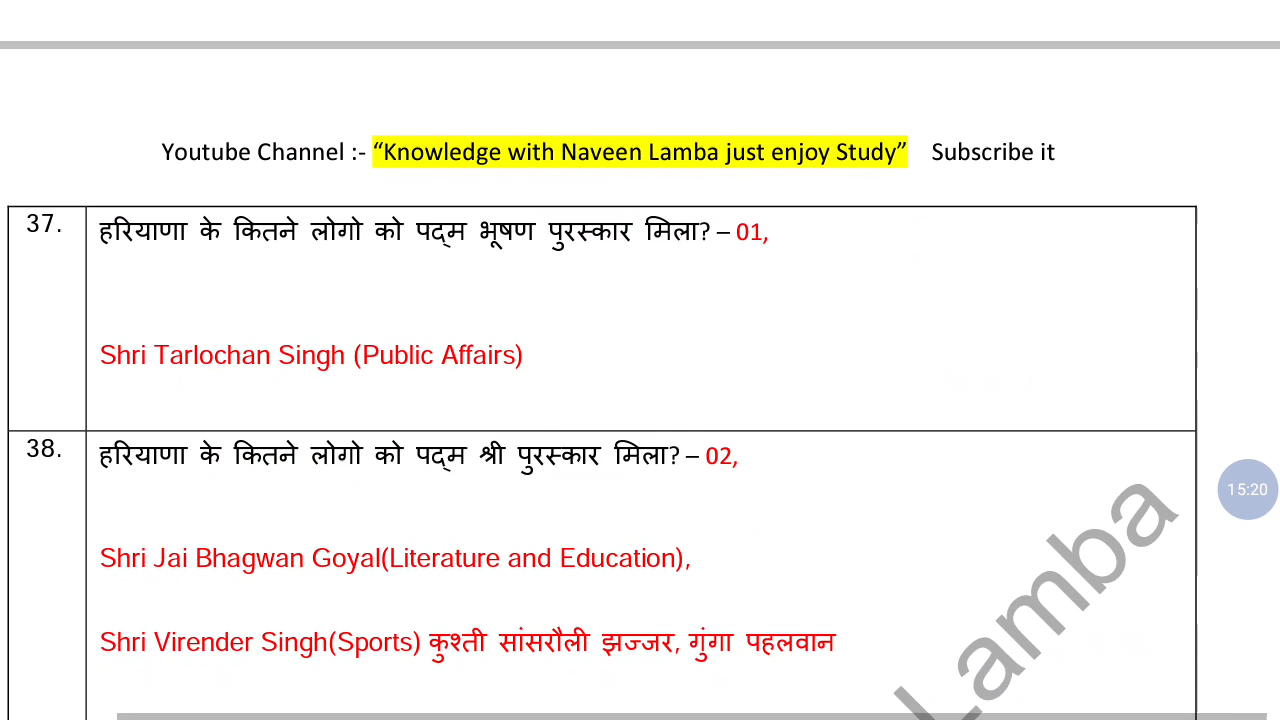 Youtube Channel :- “Knowledge with Naveen Lamba just enjoy Study” Subscribe it
37. हरियाणा के कितने लोगो को पद्म भूषण पुरस्कार मिला? – 01,
Shri Tarlochan Singh (Public Affairs)
38. हरियाणा के कितने लोगो को पद्म श्री पुरस्कार मिला? – 02,
Shri Jai Bhagwan Goyal(Literature and Education),
Shri Virender Singh(Sports) कुश्ती सांसरौली झज्जर, गुंगा पहलवान
15:20
Lamba